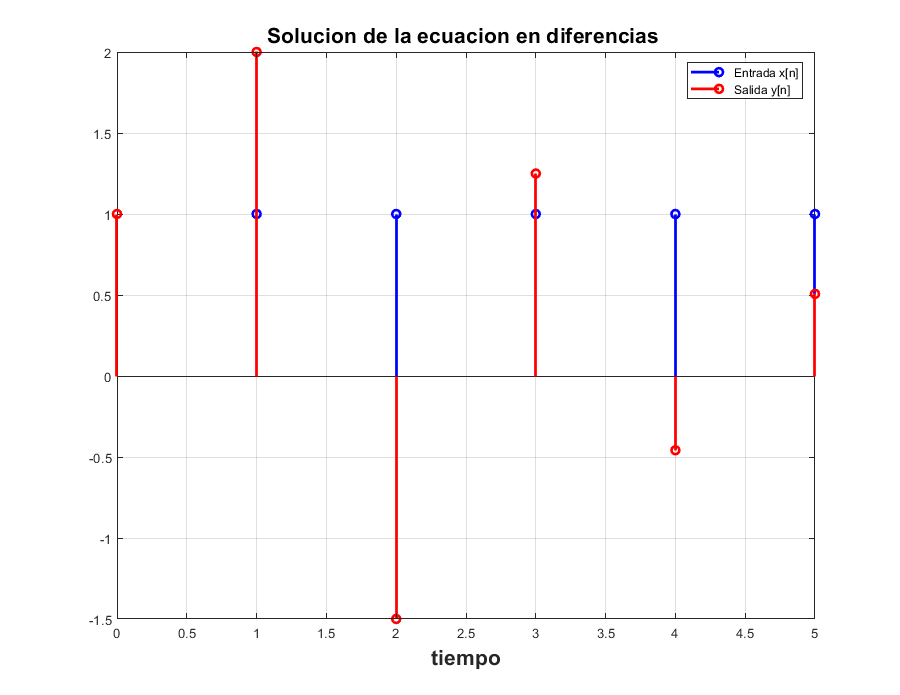 Solucion de la ecuacion en diferencias
Entrada x[n]
Salida y[n]
2
1.5
1
0.5
0
-0.5
-1
-1.5
0 0.5 1 1.5 2 2.5 3 3.5 4 4.5 5
tiempo